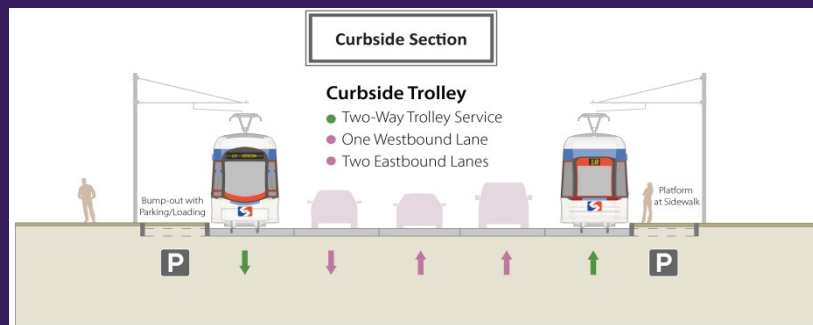 Curbside Section
Curbside Trolley
Two-Way Trolley Service
One Westbound Lane
Two Eastbound Lanes
Bump-out with
Parking/Loading
Platform
at Sidewalk
P
P